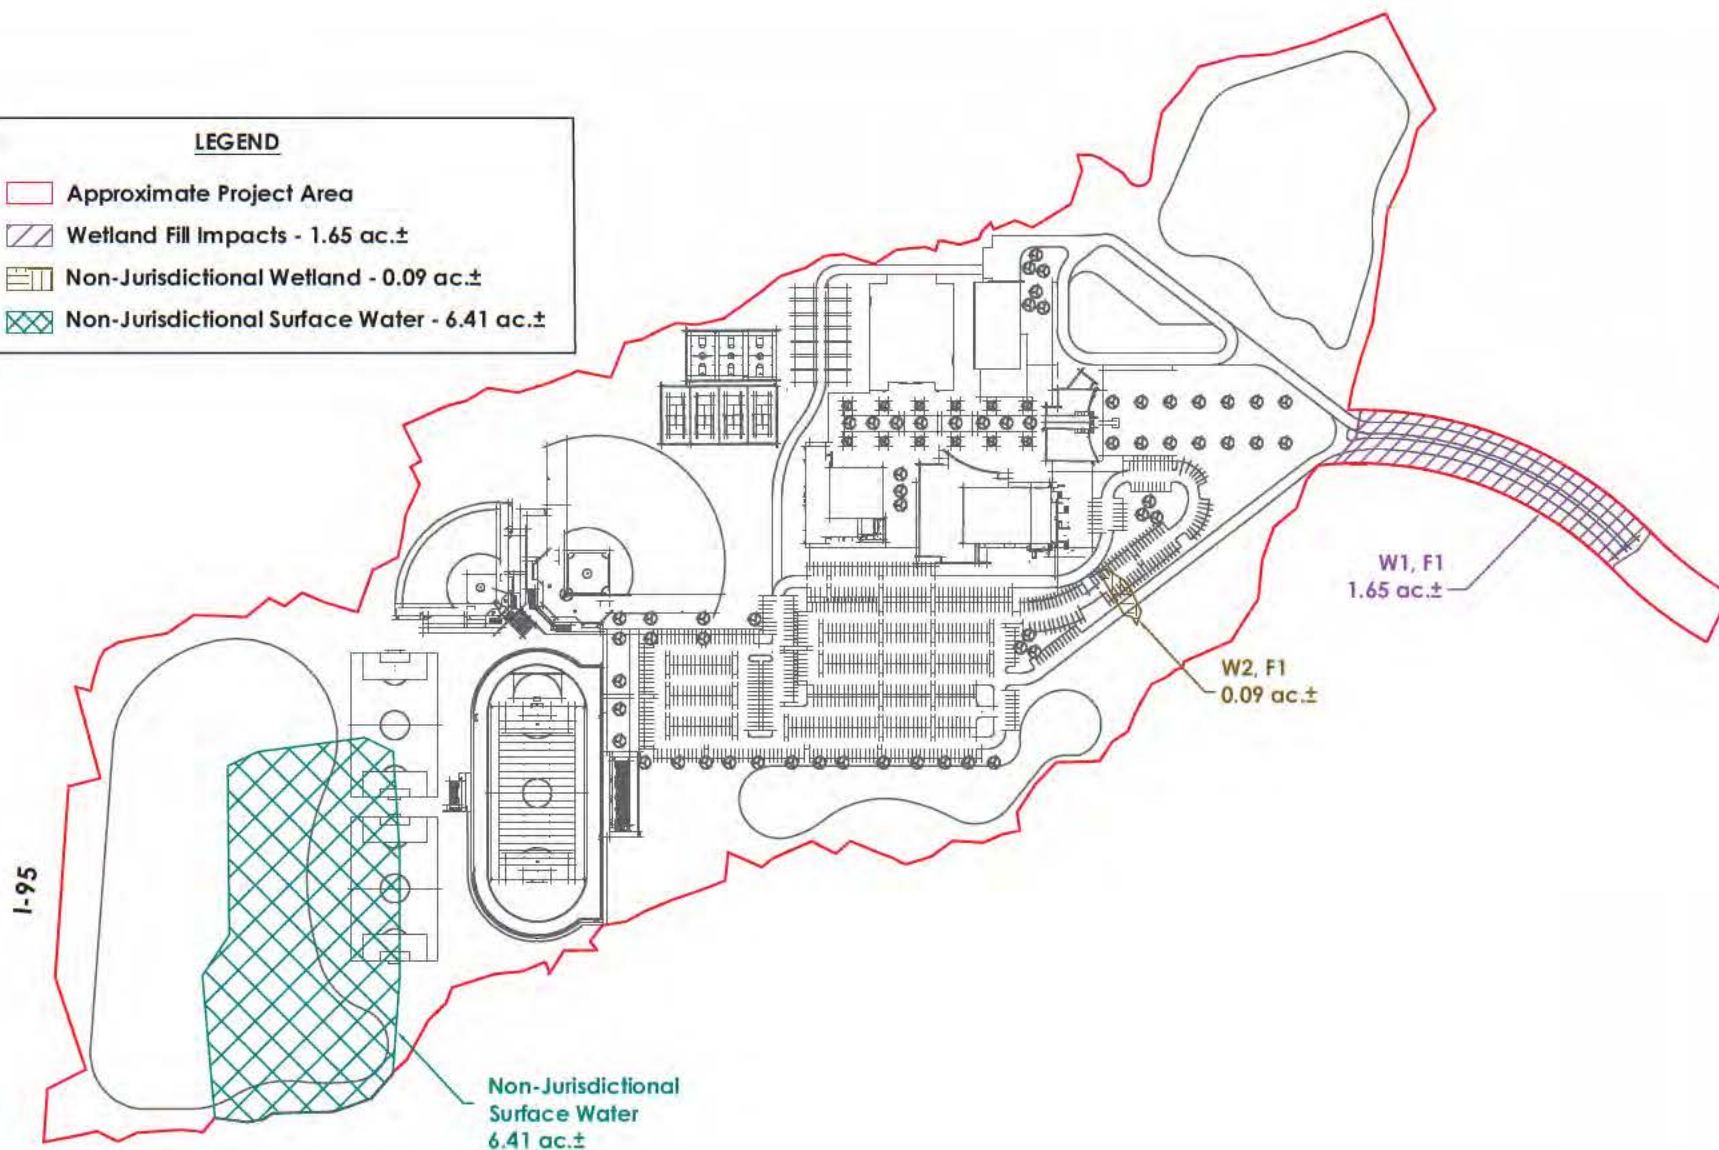 LEGEND
Approximate Project Area
Wetland Fill Impacts - 1.65 ac.±
Non-Jurisdictional Wetland - 0.09 ac.±
Non-Jurisdictional Surface Water - 6.41 ac.±
W1, F1
1.65 ac.±
W2, F1
0.09 ac.±
I-95
Non-Jurisdictional
Surface Water
6.41 ac.±